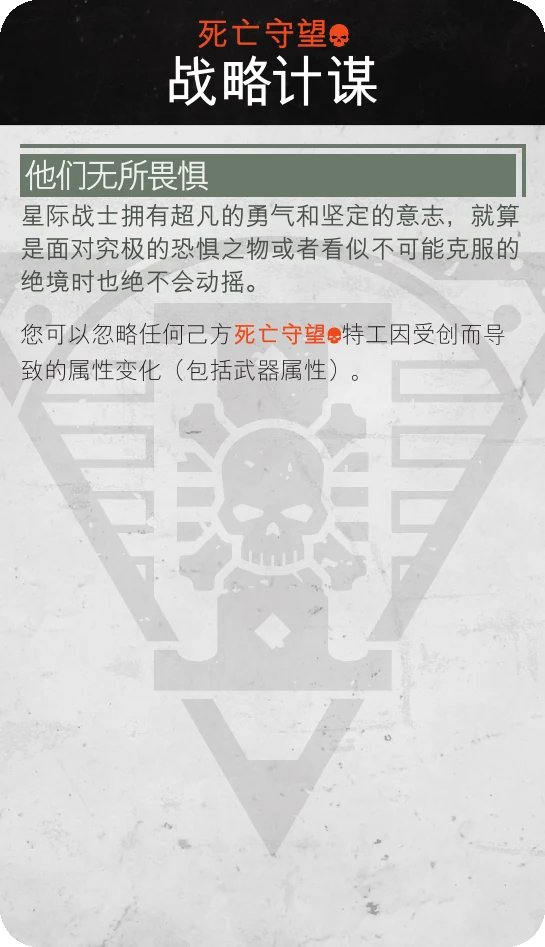 死亡守望
战略计谋
他们无所畏惧
星际战士拥有超凡的勇气和坚定的意志，就算
是面对究极的恐惧之物或者看似不可能克服的
绝境时也绝不会动摇。
您可以忽略任何己方死亡守望特工因受创而导
致的属性变化（包括武器属性）。